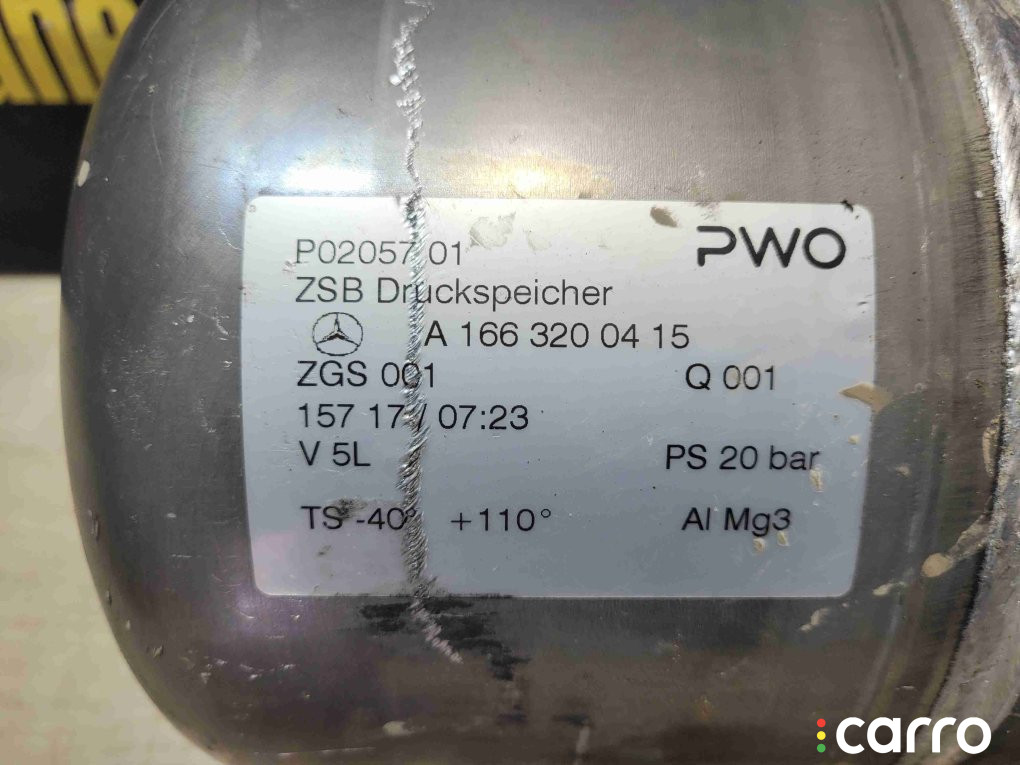 ane
P02057 01
PWO
ZSB Druckspeicher
A 166 320 04 15
ZGS 001 Q 001
157 17 / 07:23
V 5L PS 20 bar
TS -40° +110° Al Mg3
carro